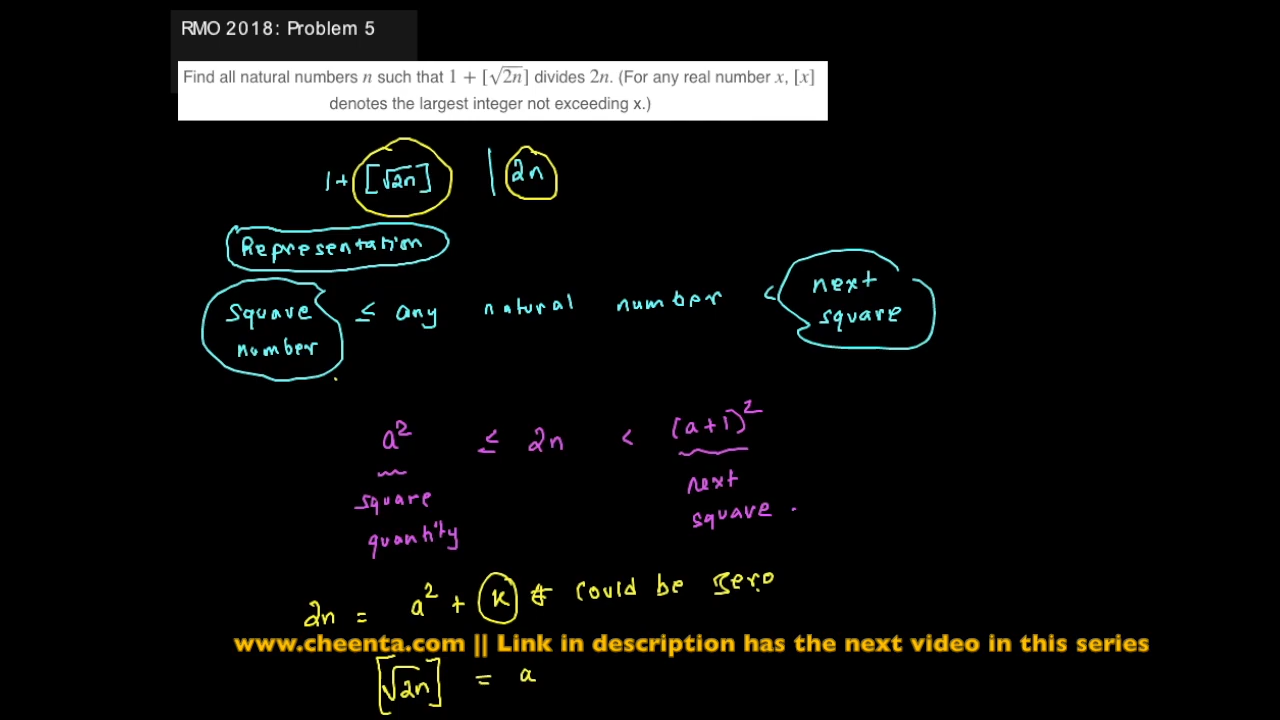 RMO 2018: Problem 5
Find all natural numbers n such that 1 + [√2n] divides 2n. (For any real number x, [x]
denotes the largest integer not exceeding x.)
1+ [√2n] | 2n
Representation
Square number ≤ any natural number < next square
a² ≤ 2n < (a+1)²
square quantity
next square.
2n = a² + k ← could be zero
www.cheenta.com || Link in description has the next video in this series
[√2n] = a